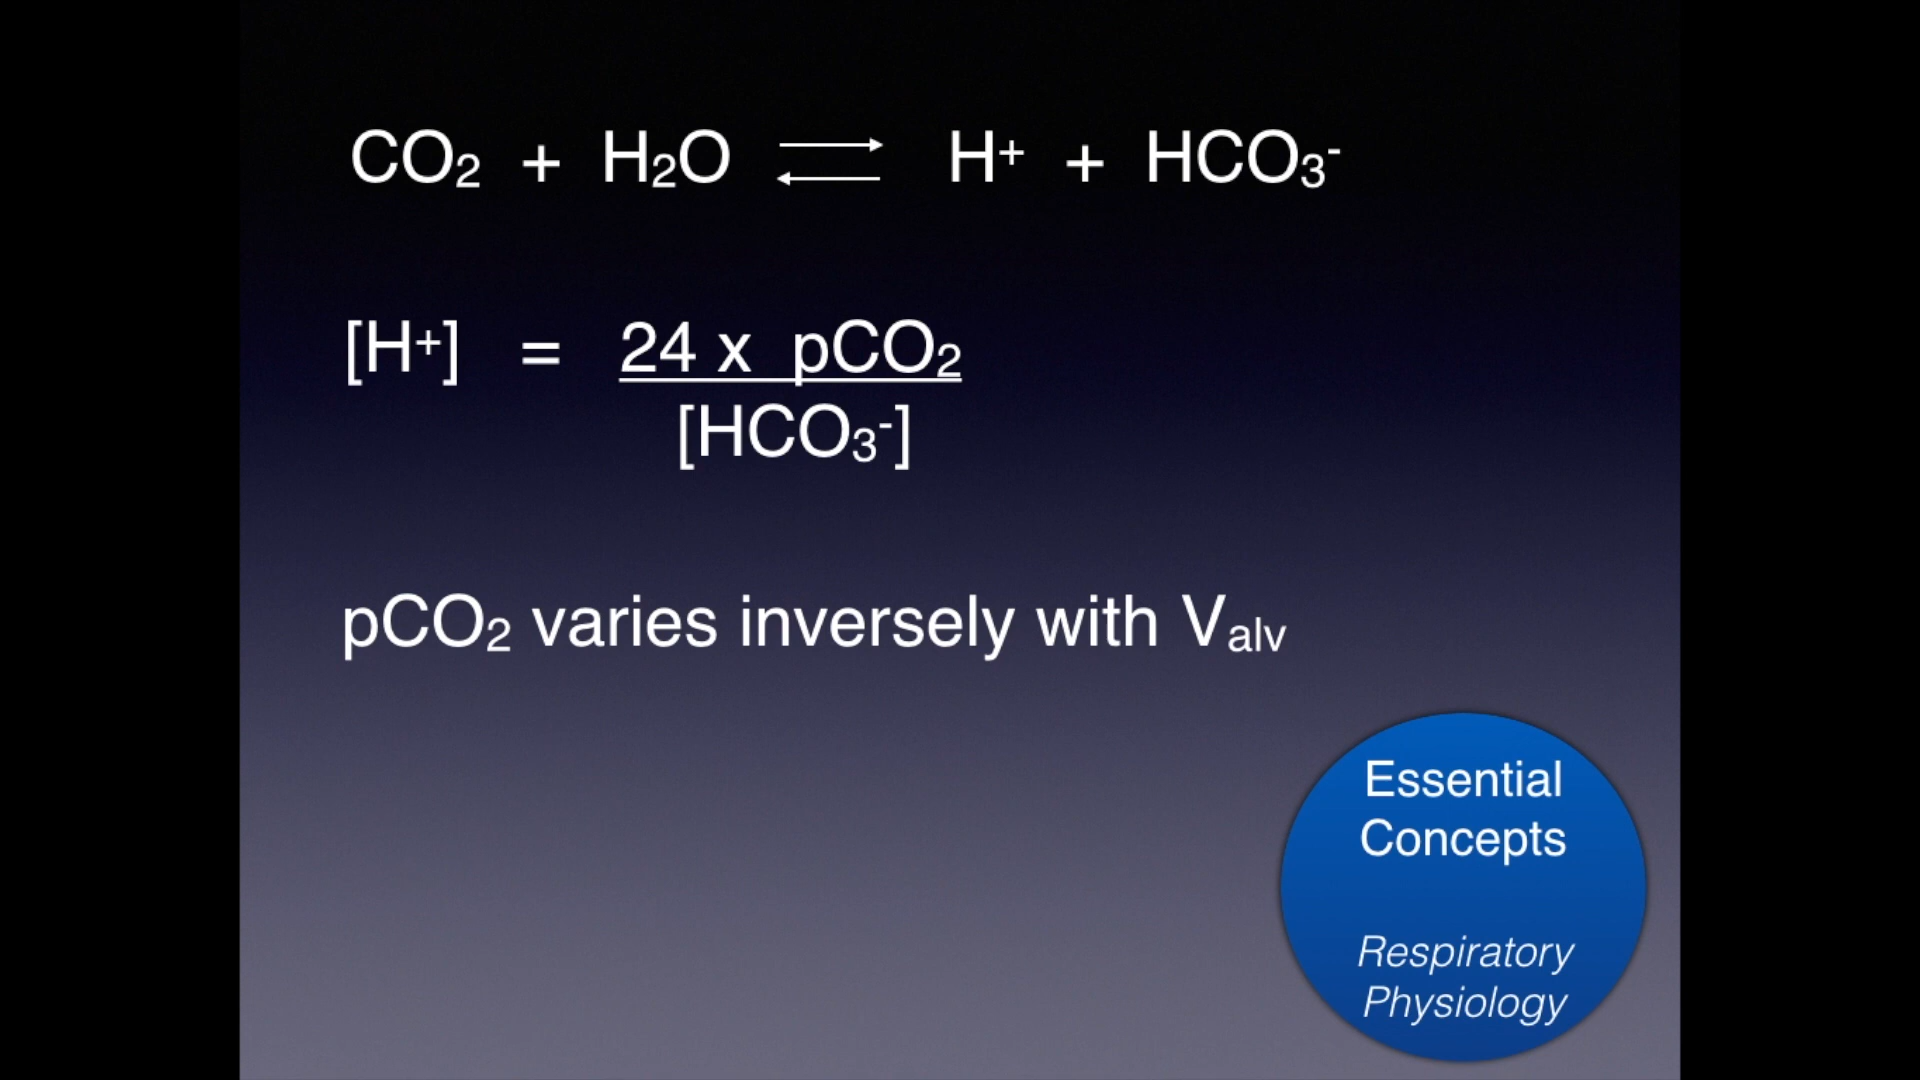 CO₂ + H₂O ⇌ H⁺ + HCO₃⁻
[H⁺] = 24 x pCO₂
[HCO₃⁻]
pCO₂ varies inversely with Vₐₗᵥ
Essential
Concepts
Respiratory
Physiology